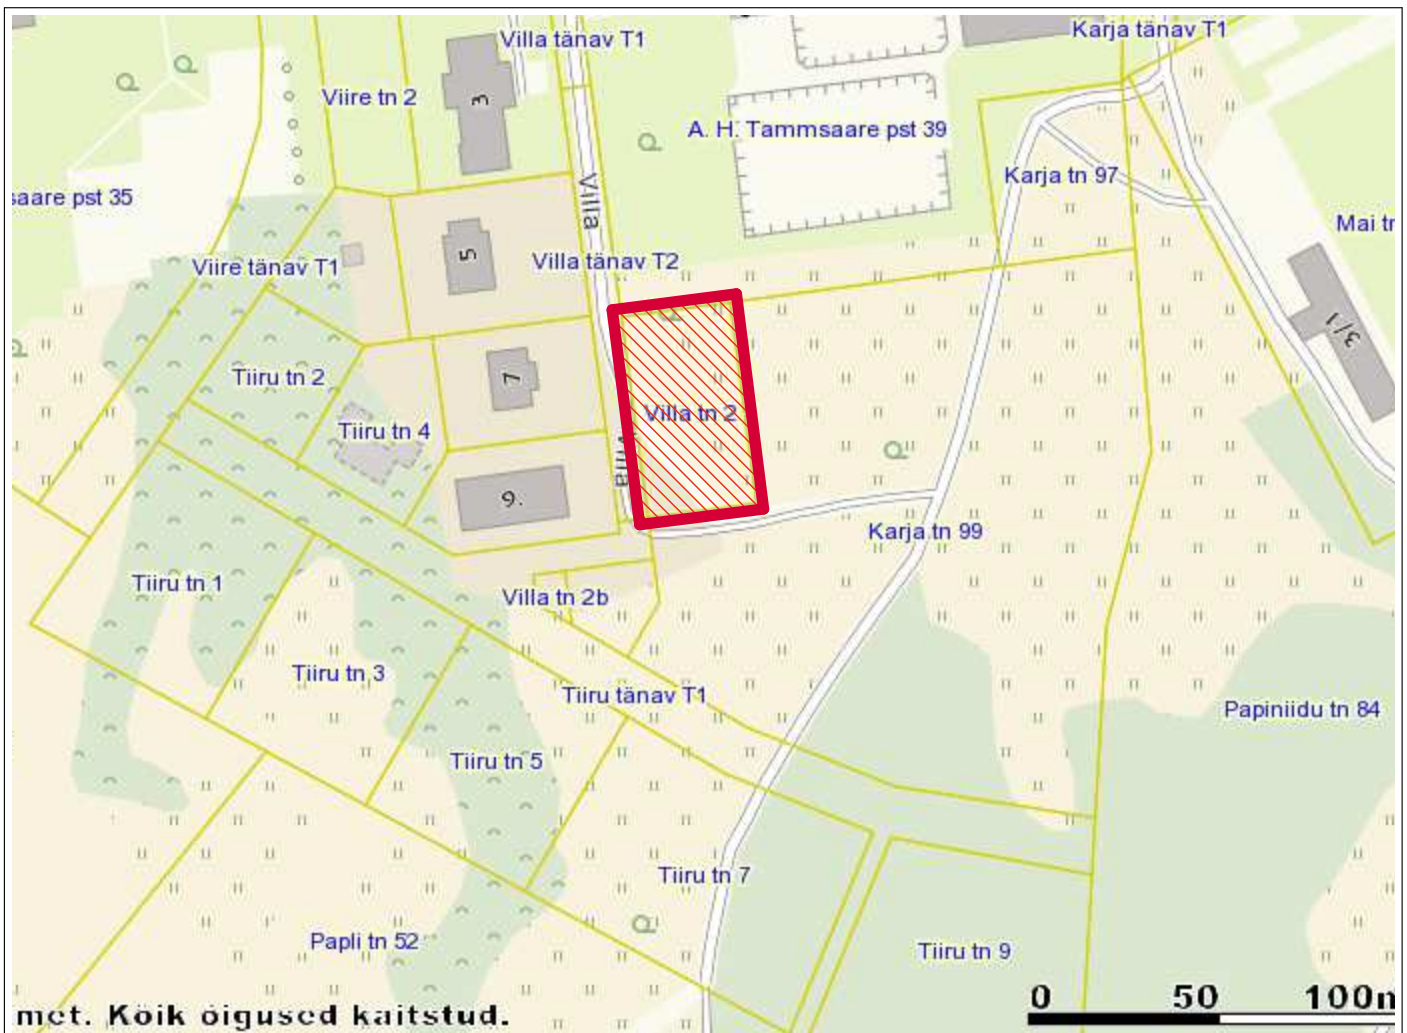 Villa tänav T1
Karja tänav T1
Viire tn 2
3
A. H. Tammsaare pst 39
Karja tn 97
saare pst 35
Villa
Mai tn
5
Villa tänav T2
Viire tänav T1
3/1
Tiiru tn 2
7
Villa tn 2
Tiiru tn 4
Villa
9.
Karja tn 99
Tiiru tn 1
Villa tn 2b
Tiiru tn 3
Tiiru tänav T1
Papiniidu tn 84
Tiiru tn 5
Tiiru tn 7
Papli tn 52
Tiiru tn 9
0 50 100m
met. Kõik õigused kaitstud.